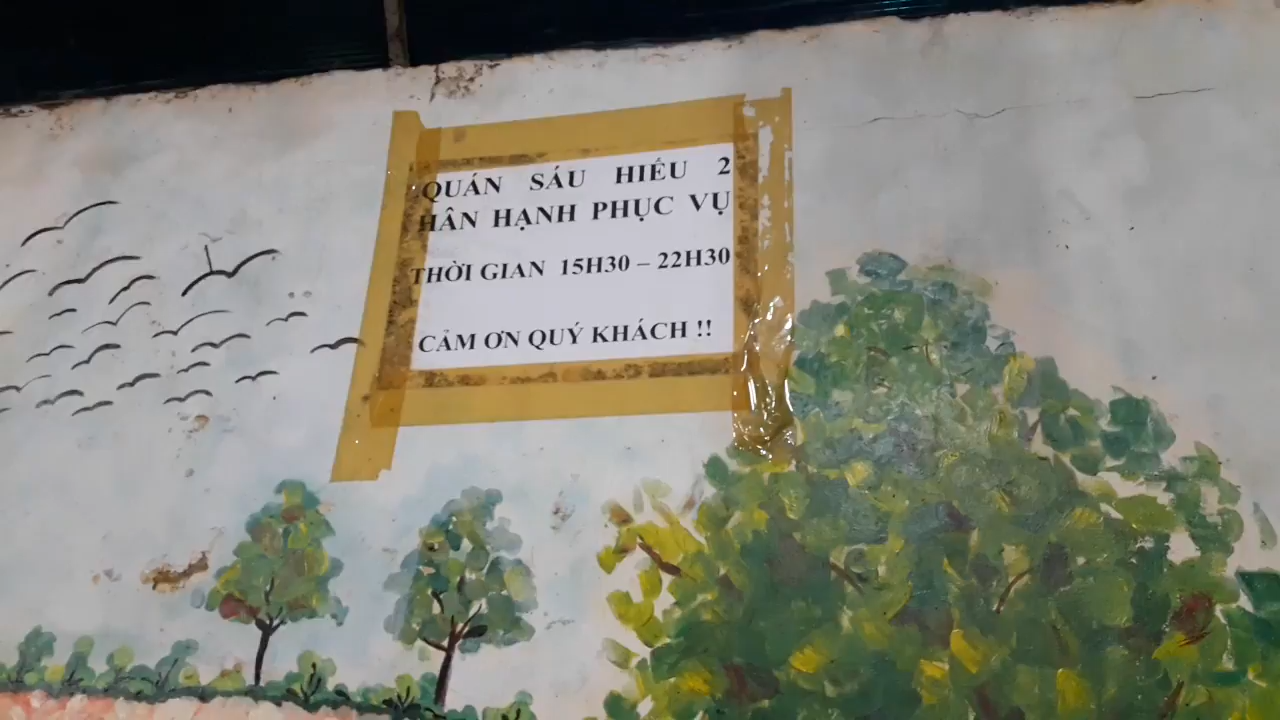 QUÁN SÁU HIẾU 2
HÂN HẠNH PHỤC VỤ
THỜI GIAN 15H30 – 22H30
CẢM ƠN QUÝ KHÁCH !!